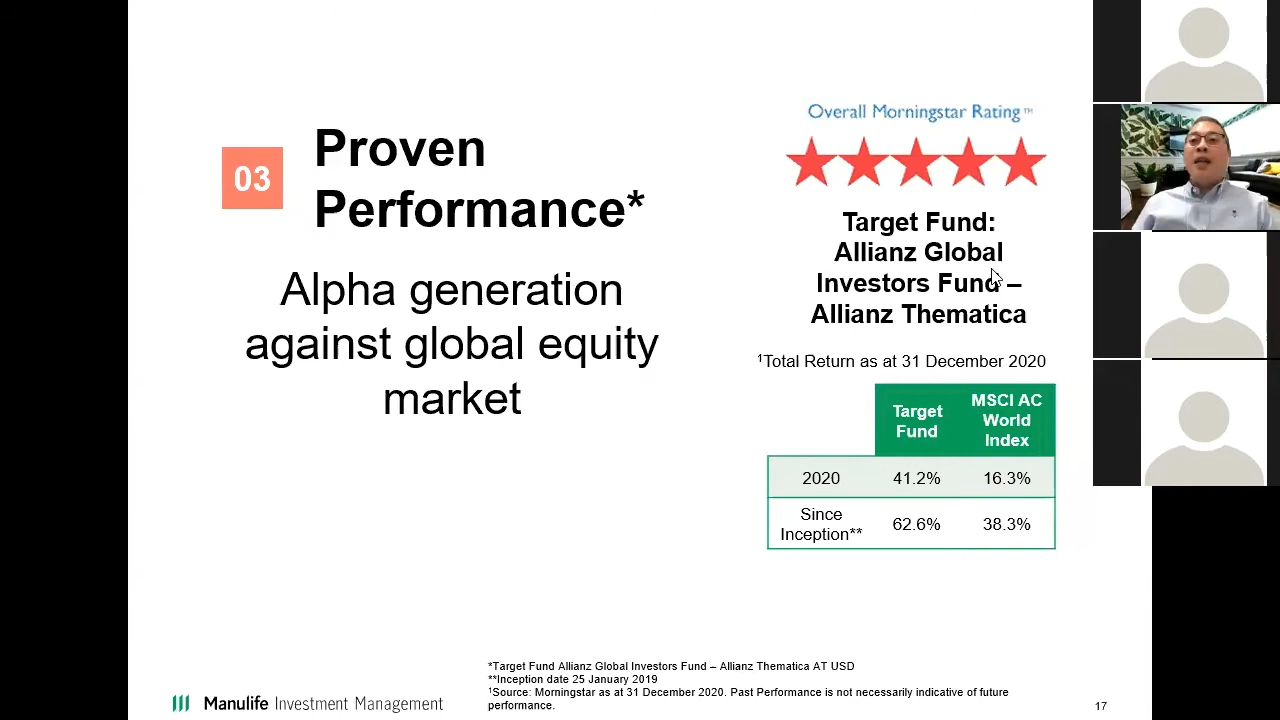 03
Proven
Performance*
Alpha generation
against global equity
market
Overall Morningstar Rating™
Target Fund:
Allianz Global
Investors Fund –
Allianz Thematica
¹Total Return as at 31 December 2020
Target Fund
MSCI AC World Index
2020 41.2% 16.3%
Since Inception** 62.6% 38.3%
*Target Fund Allianz Global Investors Fund – Allianz Thematica AT USD
**Inception date 25 January 2019
¹Source: Morningstar as at 31 December 2020. Past Performance is not necessarily indicative of future
performance.
Manulife Investment Management
17